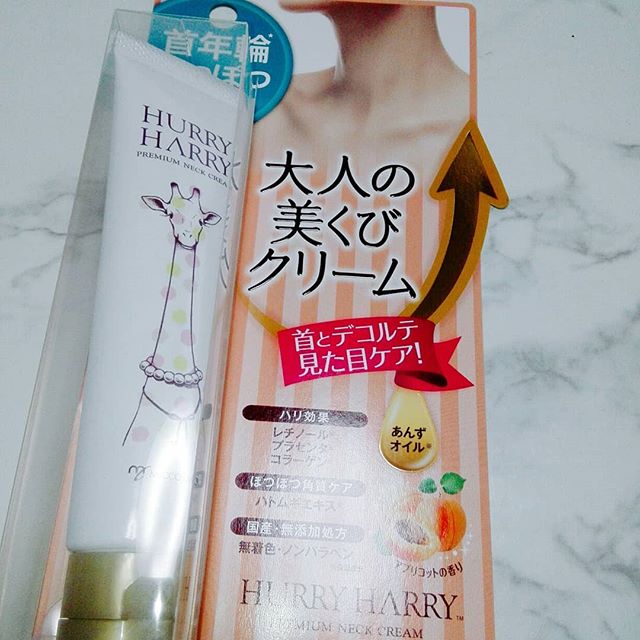 首年輪*
ぽつ
HURRY
HARRY
PREMIUM NECK CREA
大人の
美くび
クリーム
首とデコルテ
見た目ケア!
ハリ効果
レチノール*
プラセンタ*
コラーゲン*
あんず
オイル*
ぽつぽつ角質ケア
ハトムギエキス*
国産・無添加処方
無着色・ノンパラベン
アプリコットの香り
HURRY HARRY™
PREMIUM NECK CREAM